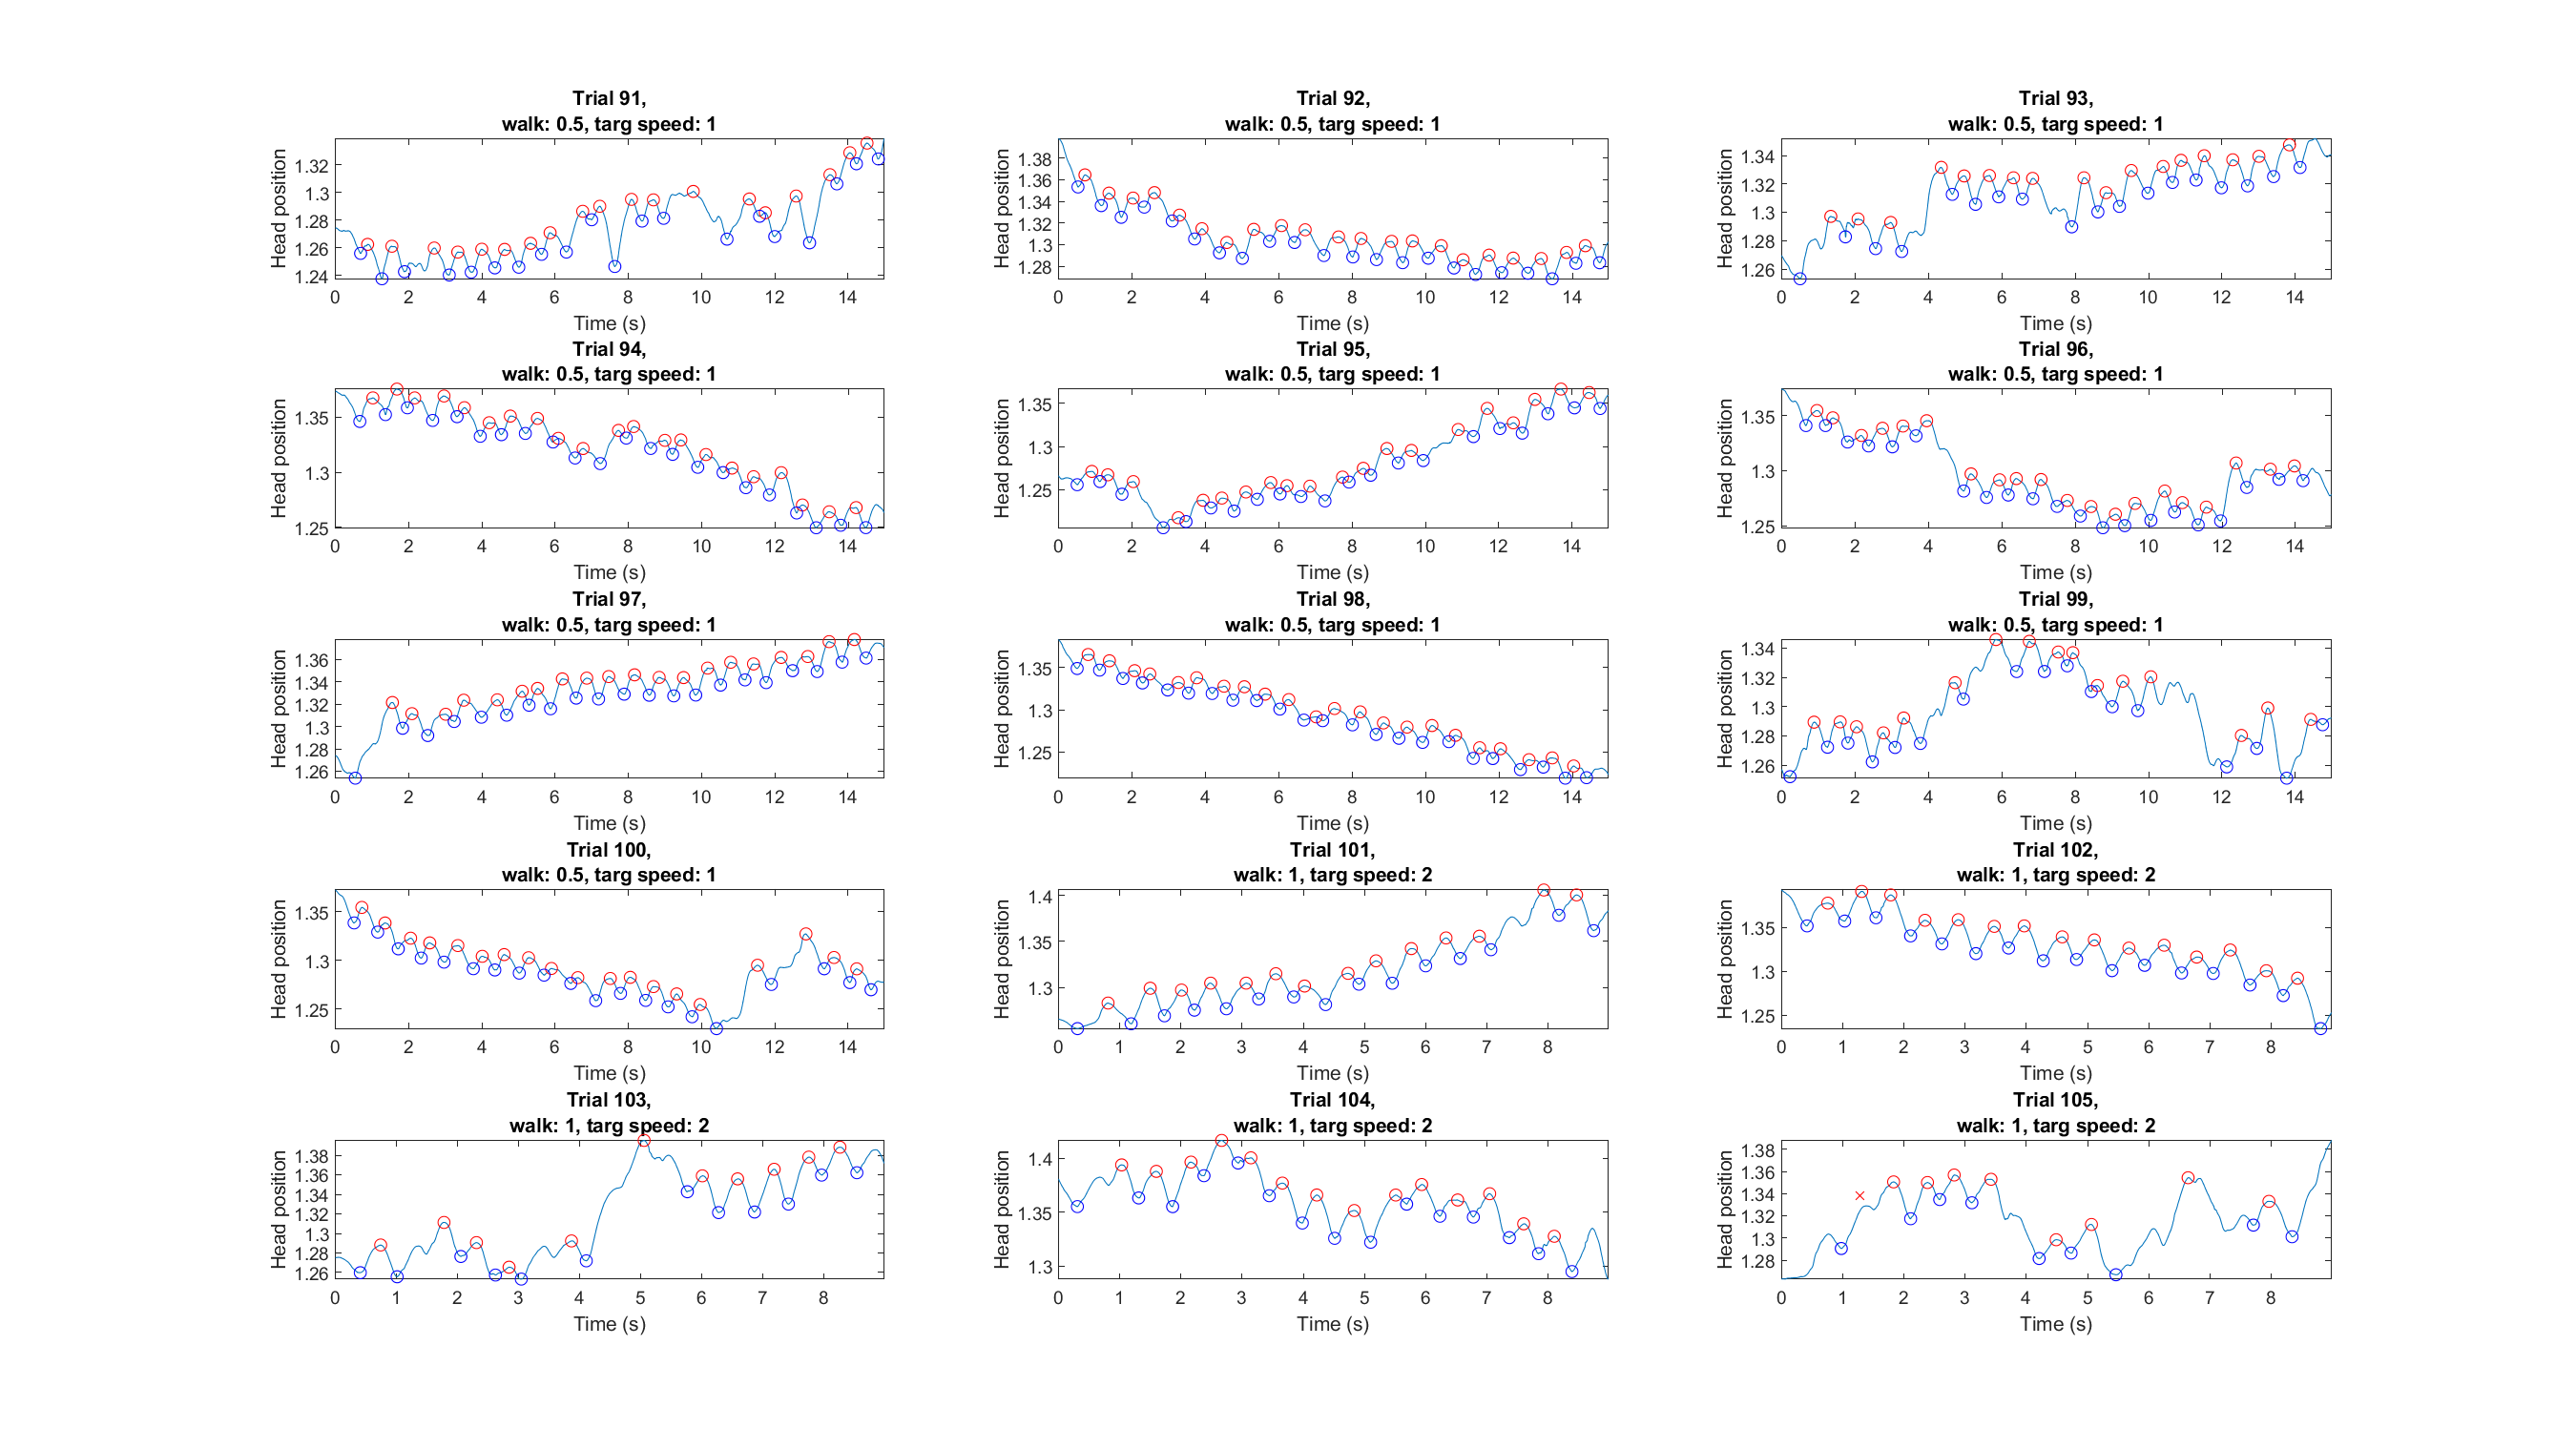 Trial 91,
walk: 0.5, targ speed: 1
Head position
1.32
1.3
1.28
1.26
1.24
0 2 4 6 8 10 12 14
Time (s)
Trial 92,
walk: 0.5, targ speed: 1
Head position
1.38
1.36
1.34
1.32
1.3
1.28
0 2 4 6 8 10 12 14
Time (s)
Trial 93,
walk: 0.5, targ speed: 1
Head position
1.34
1.32
1.3
1.28
1.26
0 2 4 6 8 10 12 14
Time (s)
Trial 94,
walk: 0.5, targ speed: 1
Head position
1.35
1.3
1.25
0 2 4 6 8 10 12 14
Time (s)
Trial 95,
walk: 0.5, targ speed: 1
Head position
1.35
1.3
1.25
0 2 4 6 8 10 12 14
Time (s)
Trial 96,
walk: 0.5, targ speed: 1
Head position
1.35
1.3
1.25
0 2 4 6 8 10 12 14
Time (s)
Trial 97,
walk: 0.5, targ speed: 1
Head position
1.36
1.34
1.32
1.3
1.28
1.26
0 2 4 6 8 10 12 14
Time (s)
Trial 98,
walk: 0.5, targ speed: 1
Head position
1.35
1.3
1.25
0 2 4 6 8 10 12 14
Time (s)
Trial 99,
walk: 0.5, targ speed: 1
Head position
1.34
1.32
1.3
1.28
1.26
0 2 4 6 8 10 12 14
Time (s)
Trial 100,
walk: 0.5, targ speed: 1
Head position
1.35
1.3
1.25
0 2 4 6 8 10 12 14
Time (s)
Trial 101,
walk: 1, targ speed: 2
Head position
1.4
1.35
1.3
0 1 2 3 4 5 6 7 8
Time (s)
Trial 102,
walk: 1, targ speed: 2
Head position
1.35
1.3
1.25
0 1 2 3 4 5 6 7 8
Time (s)
Trial 103,
walk: 1, targ speed: 2
Head position
1.38
1.36
1.34
1.32
1.3
1.28
1.26
0 1 2 3 4 5 6 7 8
Time (s)
Trial 104,
walk: 1, targ speed: 2
Head position
1.4
1.35
1.3
0 1 2 3 4 5 6 7 8
Time (s)
Trial 105,
walk: 1, targ speed: 2
Head position
1.38
1.36
1.34
1.32
1.3
1.28
0 1 2 3 4 5 6 7 8
Time (s)